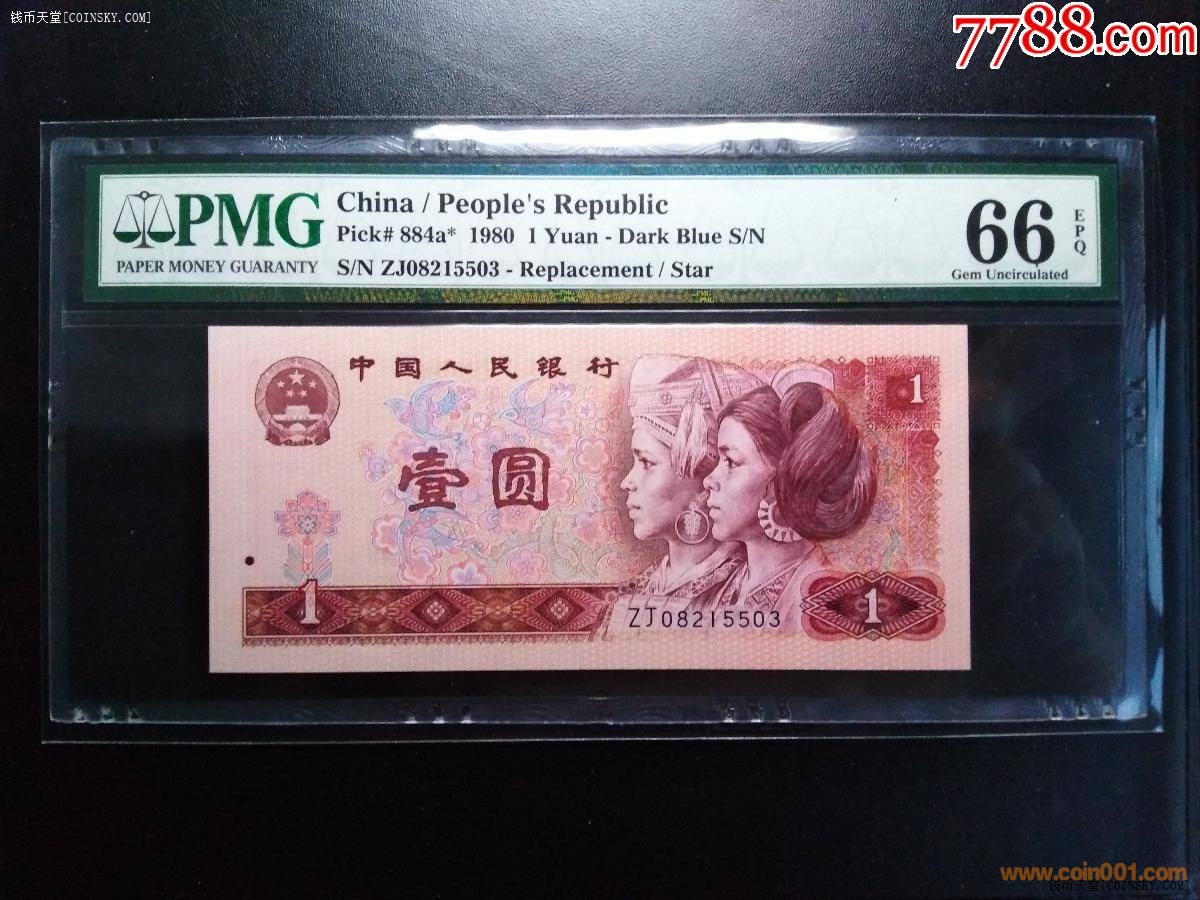 钱币天堂[COINSKY.COM]
7788.com
PMG
PAPER MONEY GUARANTY
China / People's Republic
Pick# 884a* 1980 1 Yuan - Dark Blue S/N
S/N ZJ08215503 - Replacement / Star
66
EPQ
Gem Uncirculated
中国人民银行
1
壹圆
1
ZJ08215503
1
www.coin001.com
钱币天堂[COINSKY.COM]